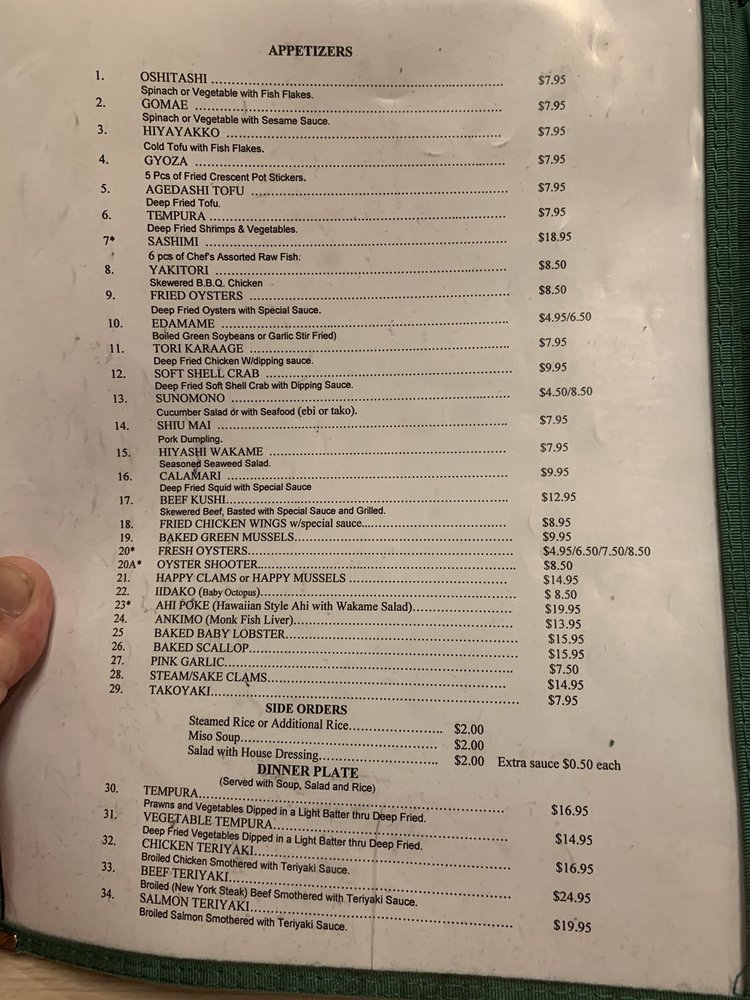 APPETIZERS
1. OSHITASHI ........ $7.95
Spinach or Vegetable with Fish Flakes.
2. GOMAE ........ $7.95
Spinach or Vegetable with Sesame Sauce.
3. HIYAYAKKO ........ $7.95
Cold Tofu with Fish Flakes.
4. GYOZA ........ $7.95
5 Pcs of Fried Crescent Pot Stickers.
5. AGEDASHI TOFU ........ $7.95
Deep Fried Tofu.
6. TEMPURA ........ $7.95
Deep Fried Shrimps & Vegetables.
7* SASHIMI ........ $18.95
6 pcs of Chef's Assorted Raw Fish.
8. YAKITORI ........ $8.50
Skewered B.B.Q. Chicken
9. FRIED OYSTERS ........ $8.50
Deep Fried Oysters with Special Sauce.
10. EDAMAME ........ $4.95/6.50
Boiled Green Soybeans or Garlic Stir Fried)
11. TORI KARAAGE ........ $7.95
Deep Fried Chicken W/dipping sauce.
12. SOFT SHELL CRAB ........ $9.95
Deep Fried Soft Shell Crab with Dipping Sauce.
13. SUNOMONO ........ $4.50/8.50
Cucumber Salad or with Seafood (ebi or tako).
14. SHIU MAI ........ $7.95
Pork Dumpling.
15. HIYASHI WAKAME ........ $7.95
Seasoned Seaweed Salad.
16. CALAMARI ........ $9.95
Deep Fried Squid with Special Sauce
17. BEEF KUSHI........ $12.95
Skewered Beef, Basted with Special Sauce and Grilled.
18. FRIED CHICKEN WINGS w/special sauce........ $8.95
19. BAKED GREEN MUSSELS........ $9.95
20* FRESH OYSTERS........ $4.95/6.50/7.50/8.50
20A* OYSTER SHOOTER........ $8.50
21. HAPPY CLAMS or HAPPY MUSSELS ........ $14.95
22. IIDAKO (Baby Octopus)........ $ 8.50
23* AHI POKE (Hawaiian Style Ahi with Wakame Salad)........ $19.95
24. ANKIMO (Monk Fish Liver)........ $13.95
25 BAKED BABY LOBSTER........ $15.95
26. BAKED SCALLOP........ $15.95
27. PINK GARLIC........ $7.50
28. STEAM/SAKE CLAMS........ $14.95
29. TAKOYAKI........ $7.95
SIDE ORDERS
Steamed Rice or Additional Rice........ $2.00
Miso Soup........ $2.00
Salad with House Dressing........ $2.00 Extra sauce $0.50 each
DINNER PLATE
(Served with Soup, Salad and Rice)
30. TEMPURA........ $16.95
Prawns and Vegetables Dipped in a Light Batter thru Deep Fried.
31. VEGETABLE TEMPURA........ $14.95
Deep Fried Vegetables Dipped in a Light Batter thru Deep Fried.
32. CHICKEN TERIYAKI........ $16.95
Broiled Chicken Smothered with Teriyaki Sauce.
33. BEEF TERIYAKI........ $24.95
Broiled (New York Steak) Beef Smothered with Teriyaki Sauce.
34. SALMON TERIYAKI........ $19.95
Broiled Salmon Smothered with Teriyaki Sauce.